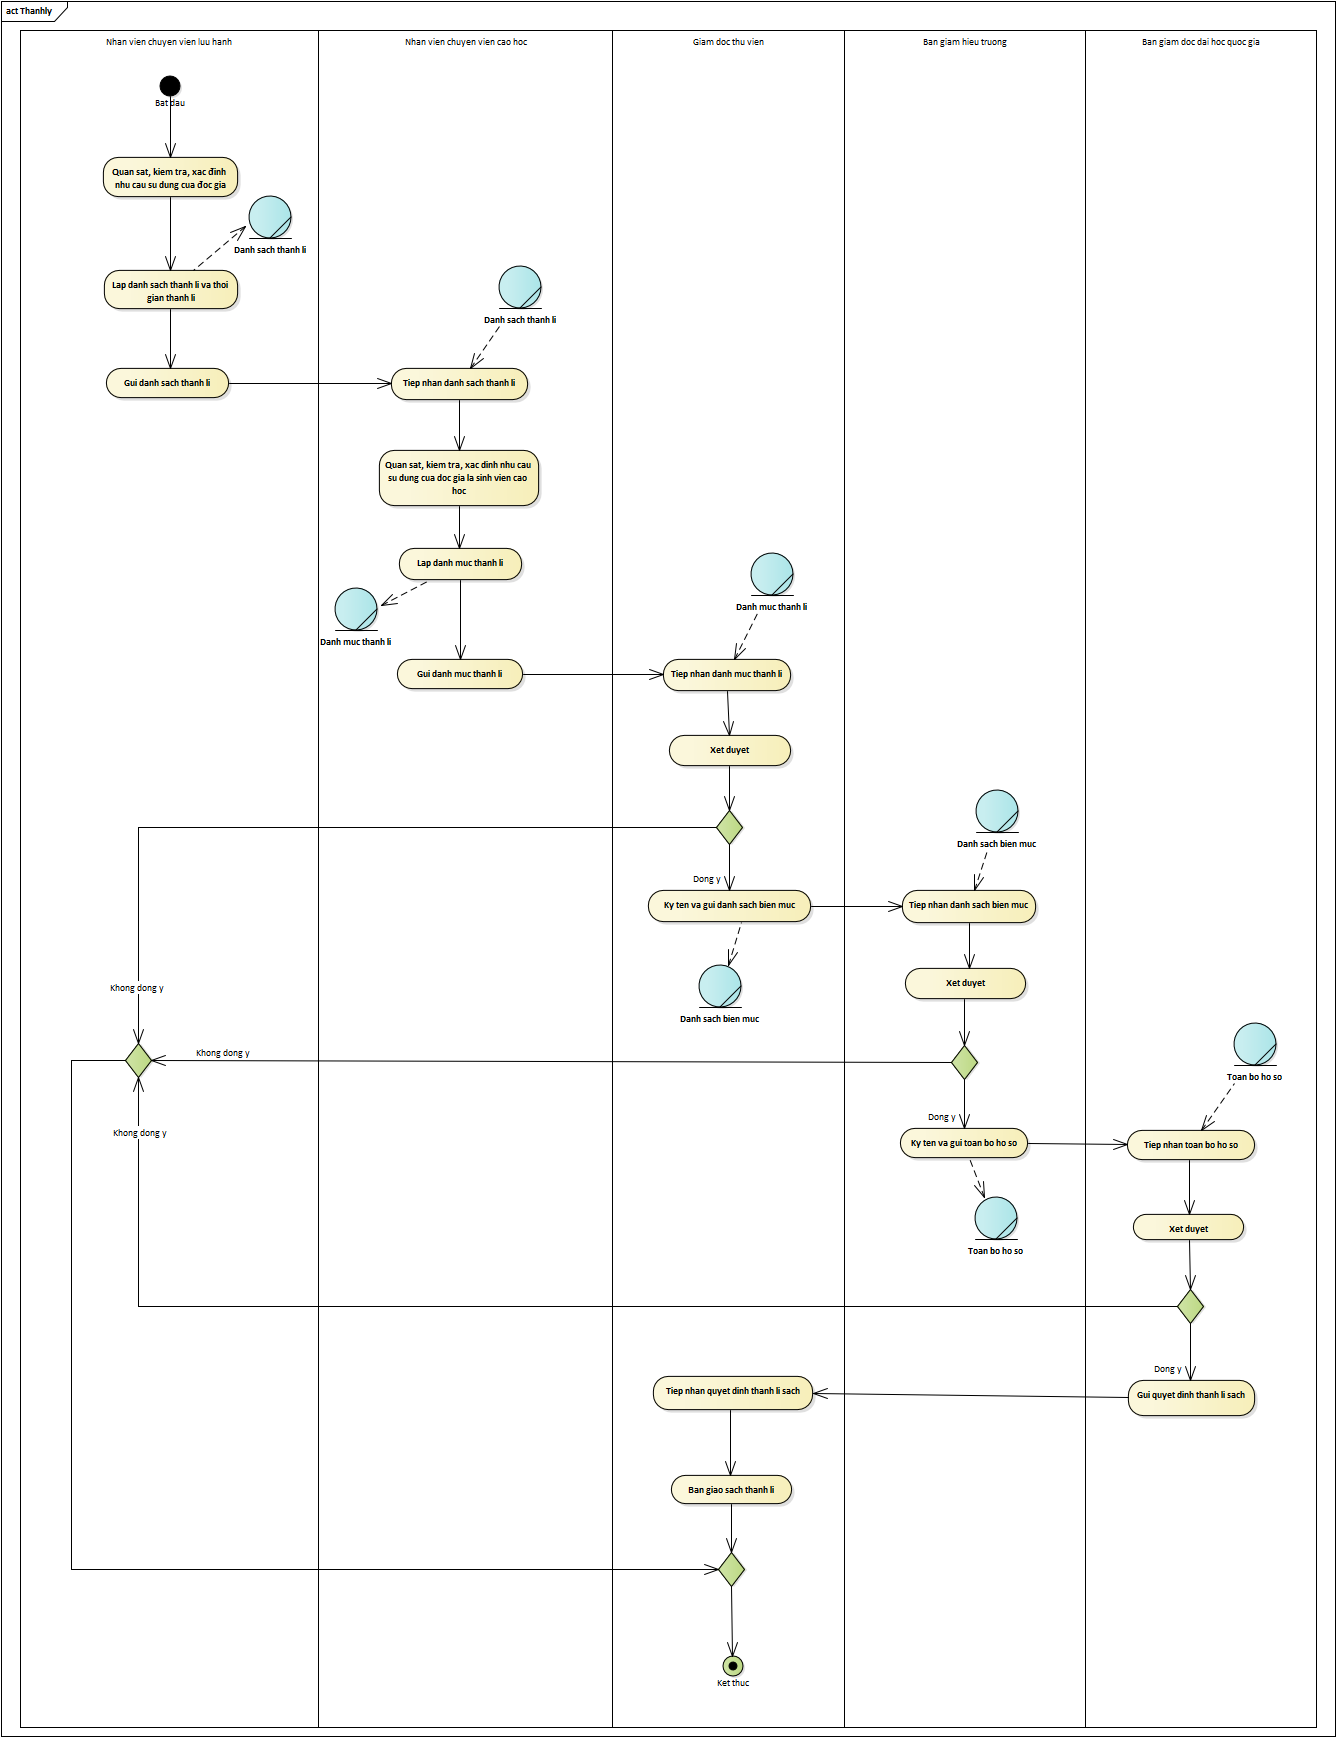 act Thanhly
Nhan vien chuyen vien luu hanh
Nhan vien chuyen vien cao hoc
Giam doc thu vien
Ban giam hieu truong
Ban giam doc dai hoc quoc gia
Bat dau
Quan sat, kiem tra, xac đinh
nhu cau su dung cua đoc gia
Danh sach thanh li
Lap danh sach thanh li va thoi
gian thanh li
Danh sach thanh li
Gui danh sach thanh li
Tiep nhan danh sach thanh li
Quan sat, kiem tra, xac dinh nhu cau
su dung cua doc gia la sinh vien cao
hoc
Lap danh muc thanh li
Danh muc thanh li
Danh muc thanh li
Gui danh muc thanh li
Tiep nhan danh muc thanh li
Xet duyet
Danh sach bien muc
Dong y
Ky ten va gui danh sach bien muc
Tiep nhan danh sach bien muc
Xet duyet
Khong dong y
Danh sach bien muc
Khong dong y
Toan bo ho so
Dong y
Khong dong y
Ky ten va gui toan bo ho so
Tiep nhan toan bo ho so
Xet duyet
Toan bo ho so
Dong y
Tiep nhan quyet dinh thanh li sach
Gui quyet dinh thanh li sach
Ban giao sach thanh li
Ket thuc